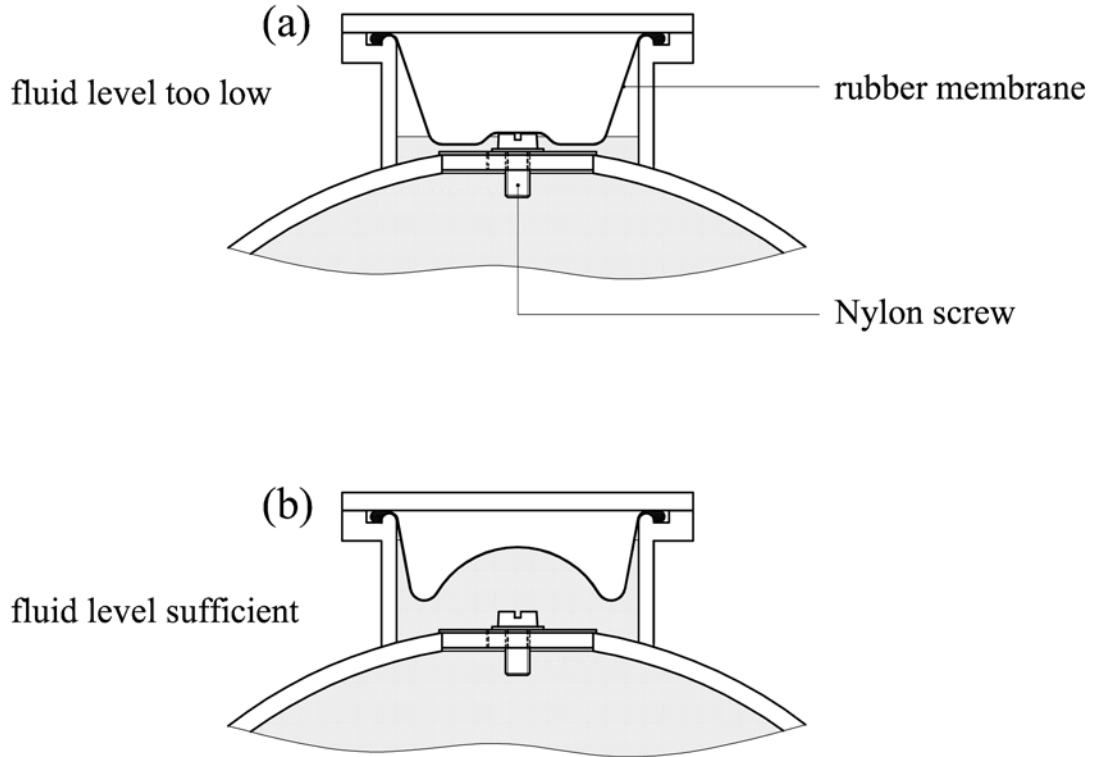 (a)
fluid level too low
rubber membrane
Nylon screw
(b)
fluid level sufficient